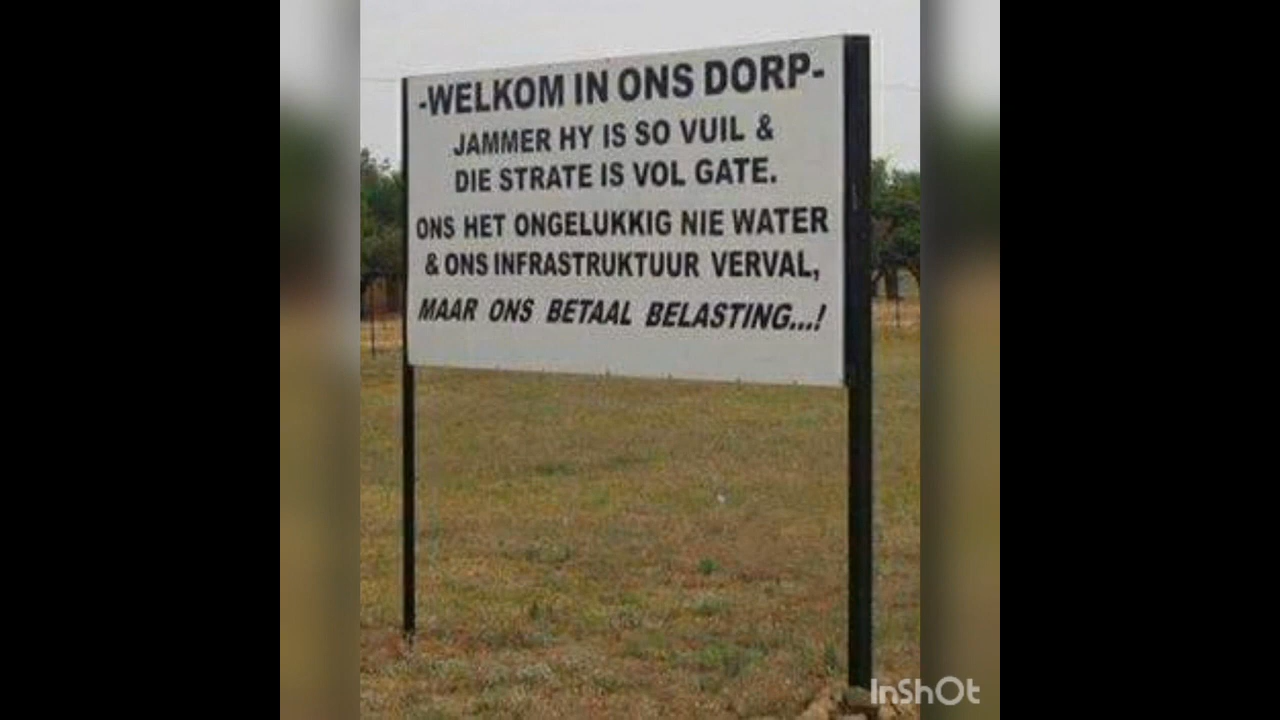 -WELKOM IN ONS DORP-
JAMMER HY IS SO VUIL &
DIE STRATE IS VOL GATE.
ONS HET ONGELUKKIG NIE WATER
& ONS INFRASTRUKTUUR VERVAL,
MAAR ONS BETAAL BELASTING...!
InShOt